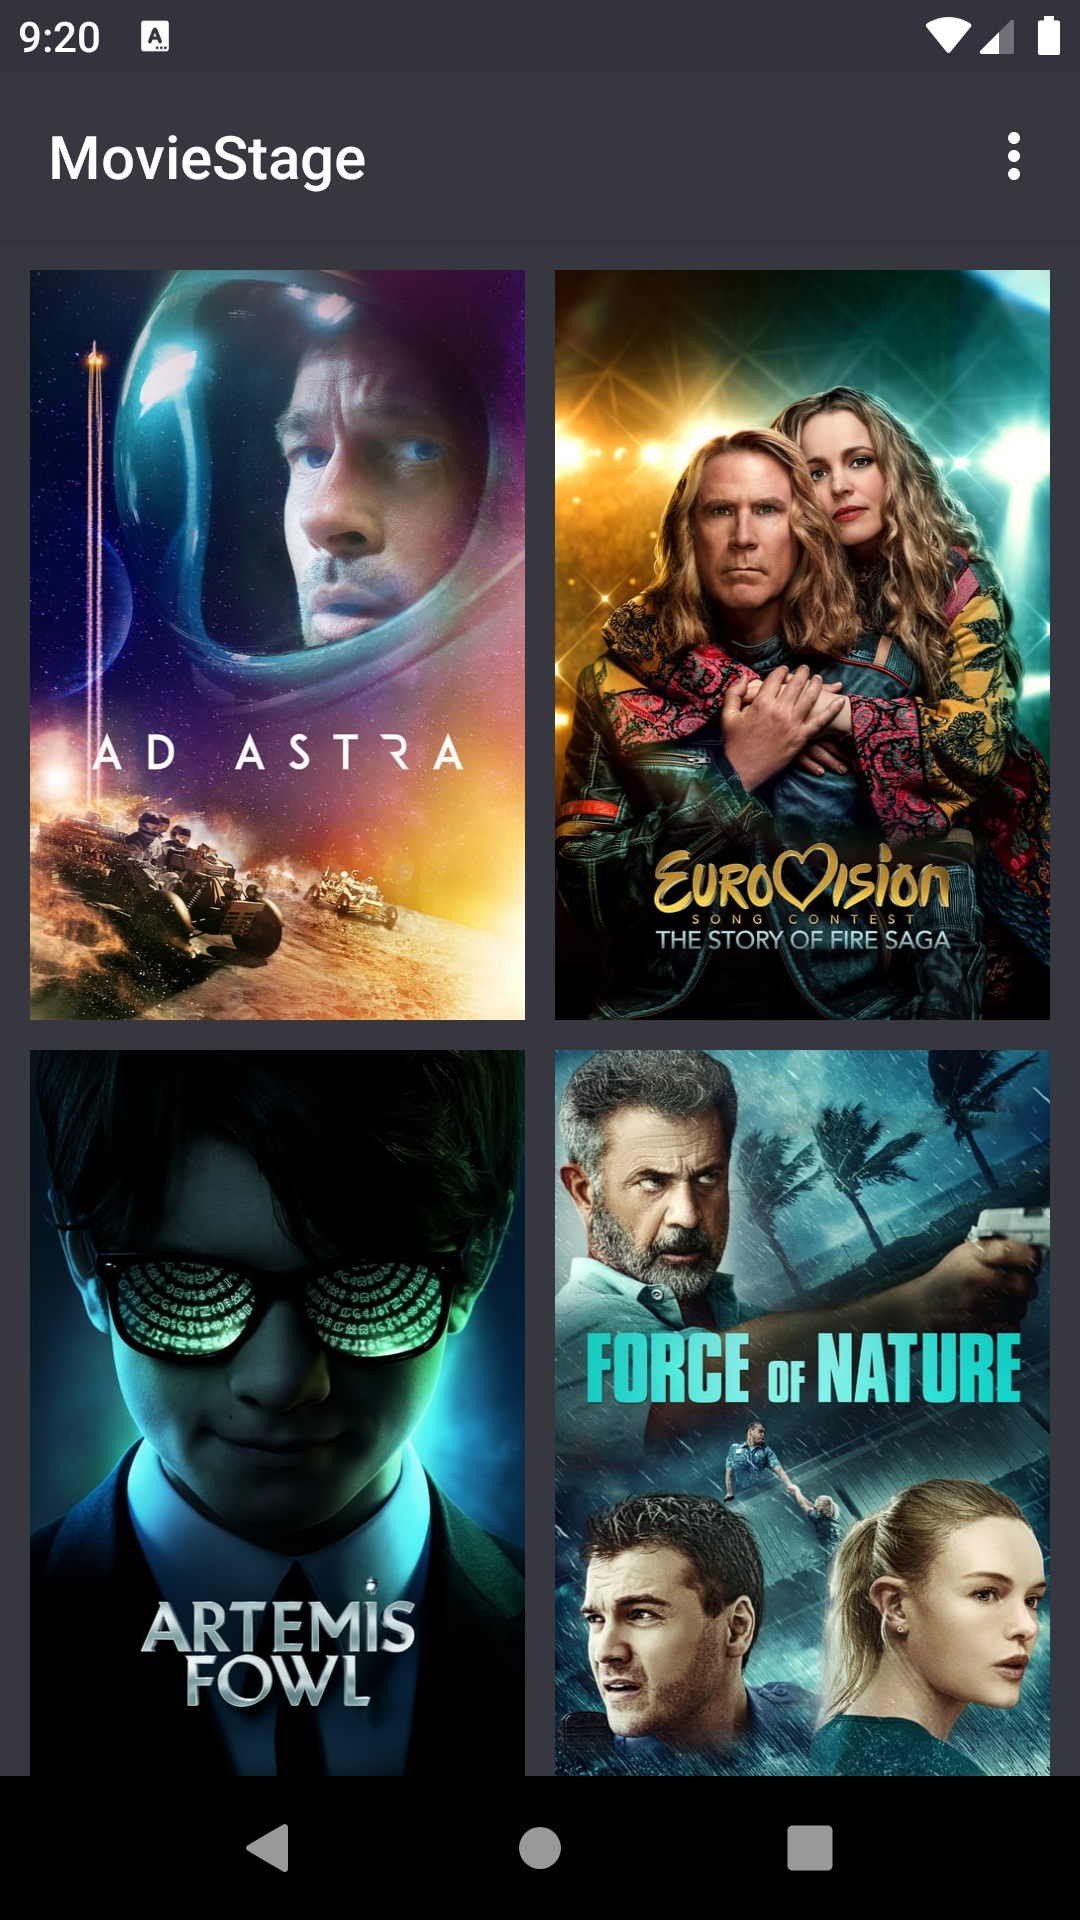 9:20
A
MovieStage
AD ASTRA
EUROVISION
SONG CONTEST
THE STORY OF FIRE SAGA
ARTEMIS
FOWL
FORCE OF NATURE